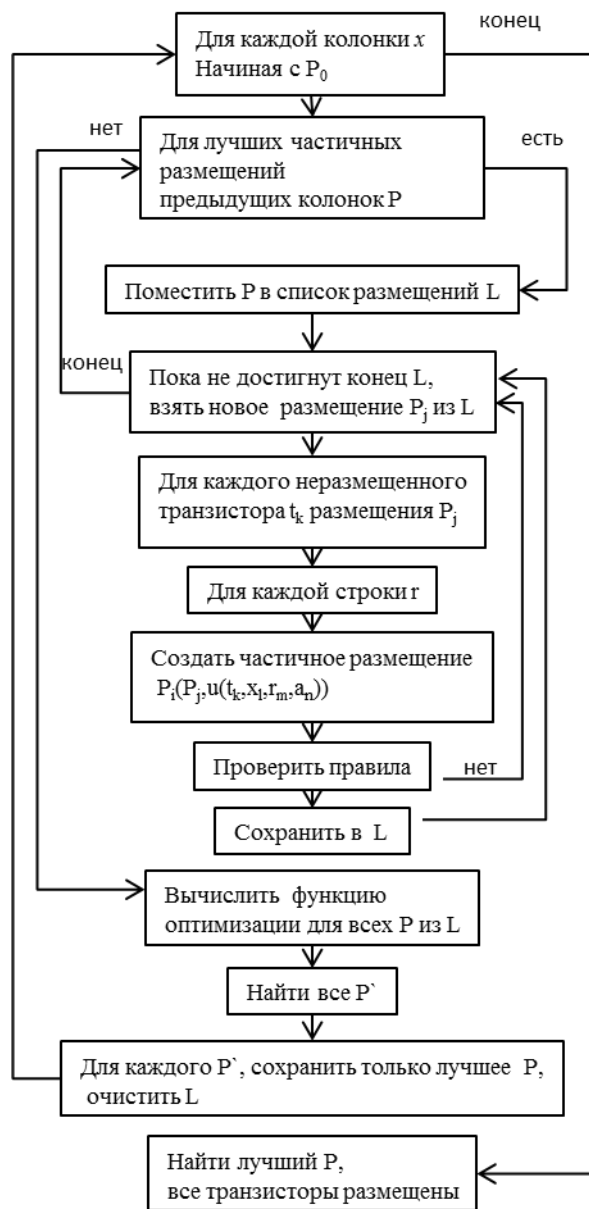 конец
Для каждой колонки x
Начиная с P₀
нет
Для лучших частичных
размещений
предыдущих колонок P
есть
Поместить P в список размещений L
конец
Пока не достигнут конец L,
взять новое размещение Pⱼ из L
Для каждого неразмещенного
транзистора tₖ размещения Pⱼ
Для каждой строки r
Создать частичное размещение
Pᵢ(Pⱼ,u(tₖ,xₗ,rₘ,aₙ))
Проверить правила
нет
Сохранить в L
Вычислить функцию
оптимизации для всех P из L
Найти все P`
Для каждого P`, сохранить только лучшее P,
очистить L
Найти лучший P,
все транзисторы размещены